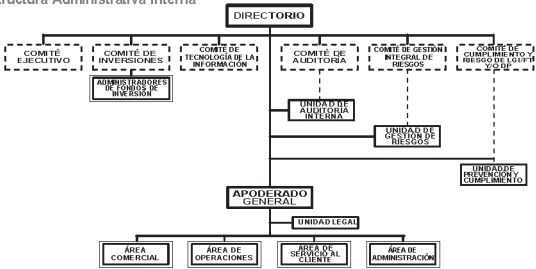 ructura Administrativa Interna
DIRECTORIO
COMITÉ
EJECUTIVO
COMITÉ DE
INVERSIONES
COMITÉ DE
TECNOLOGÍA DE LA
INFORMACIÓN
COMITÉ DE
AUDITORÍA
COMITÉ DE GESTIÓN
INTEGRAL DE
RIESGOS
COMITÉ DE
CUMPLIMIENTO Y
RIESGO DE LGI/FT
Y/O DP
ADMINISTRADORES
DE FONDOS DE
INVERSIÓN
UNIDAD DE
AUDITORÍA
INTERNA
UNIDAD DE
GESTIÓN DE
RIESGOS
UNIDAD DE
PREVENCIÓN Y
CUMPLIMIENTO
APODERADO
GENERAL
UNIDAD LEGAL
ÁREA
COMERCIAL
ÁREA DE
OPERACIONES
ÁREA DE
SERVICIO AL
CLIENTE
ÁREA DE
ADMINISTRACIÓN